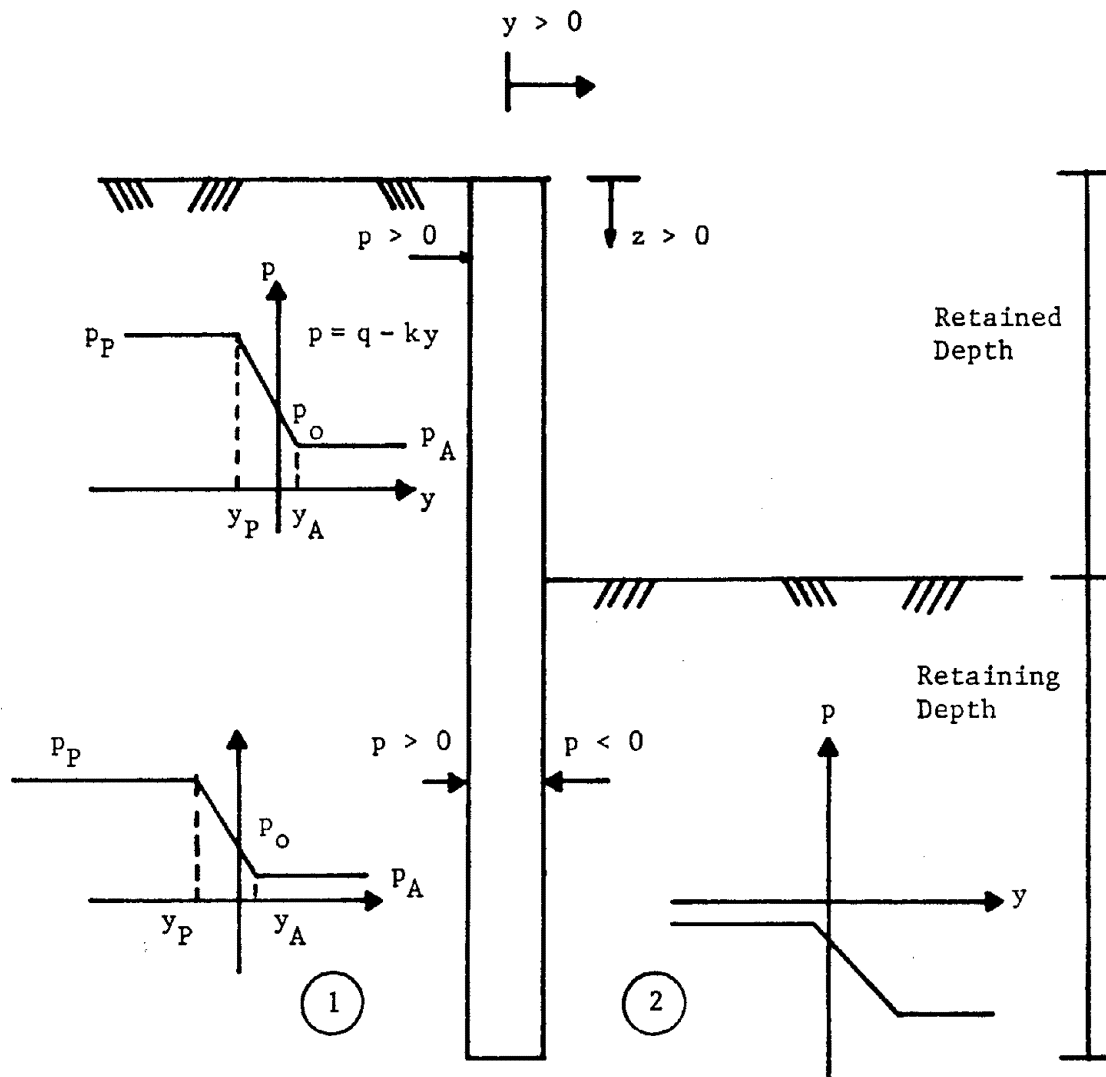 y > 0
p > 0
z > 0
p
p = q - ky
p_P
p_o
p_A
y
y_P
y_A
Retained
Depth
Retaining
Depth
p_P
p > 0
p < 0
p
p_o
p_A
y_P
y_A
y
1
2